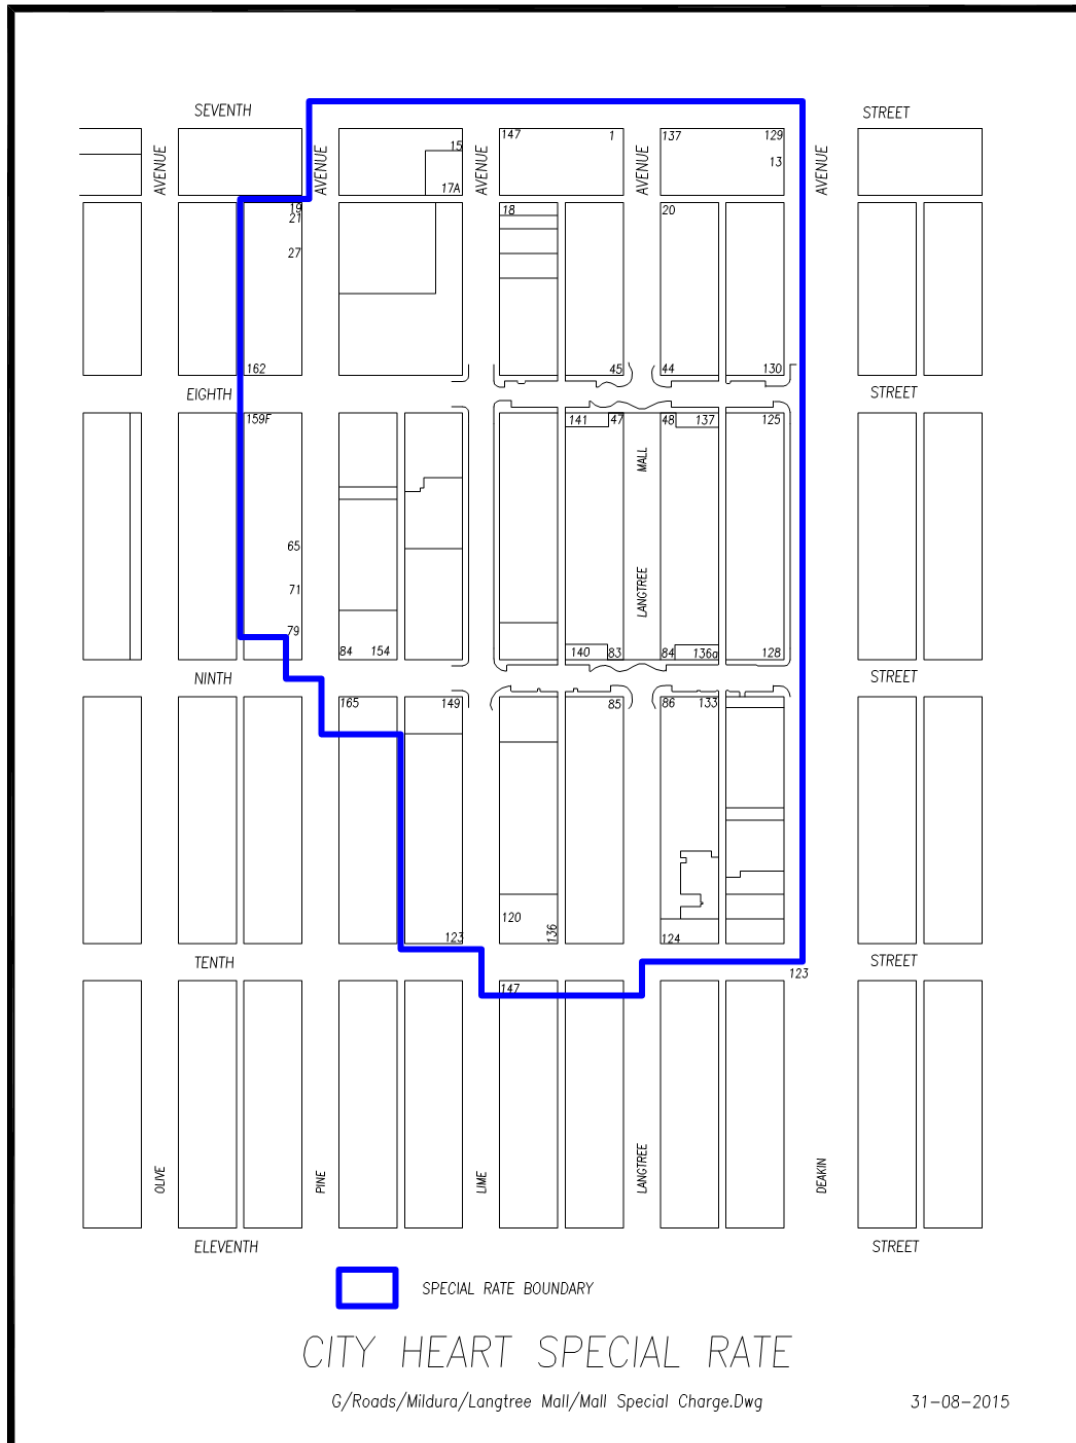 SEVENTH STREET
147 1 137 129
AVENUE AVENUE 15 AVENUE AVENUE 13 AVENUE
17A
19 18 20
21
27
162 45 44 130
EIGHTH STREET
159F 141 47 48 137 125
MALL
65
71 LANGTREE
79
84 154 140 83 84 136a 128
NINTH STREET
165 149 85 86 133
120 136
123 124
TENTH STREET
123
147
OLIVE PINE LIME LANGTREE DEAKIN
ELEVENTH STREET
SPECIAL RATE BOUNDARY
CITY HEART SPECIAL RATE
G/Roads/Mildura/Langtree Mall/Mall Special Charge.Dwg 31-08-2015